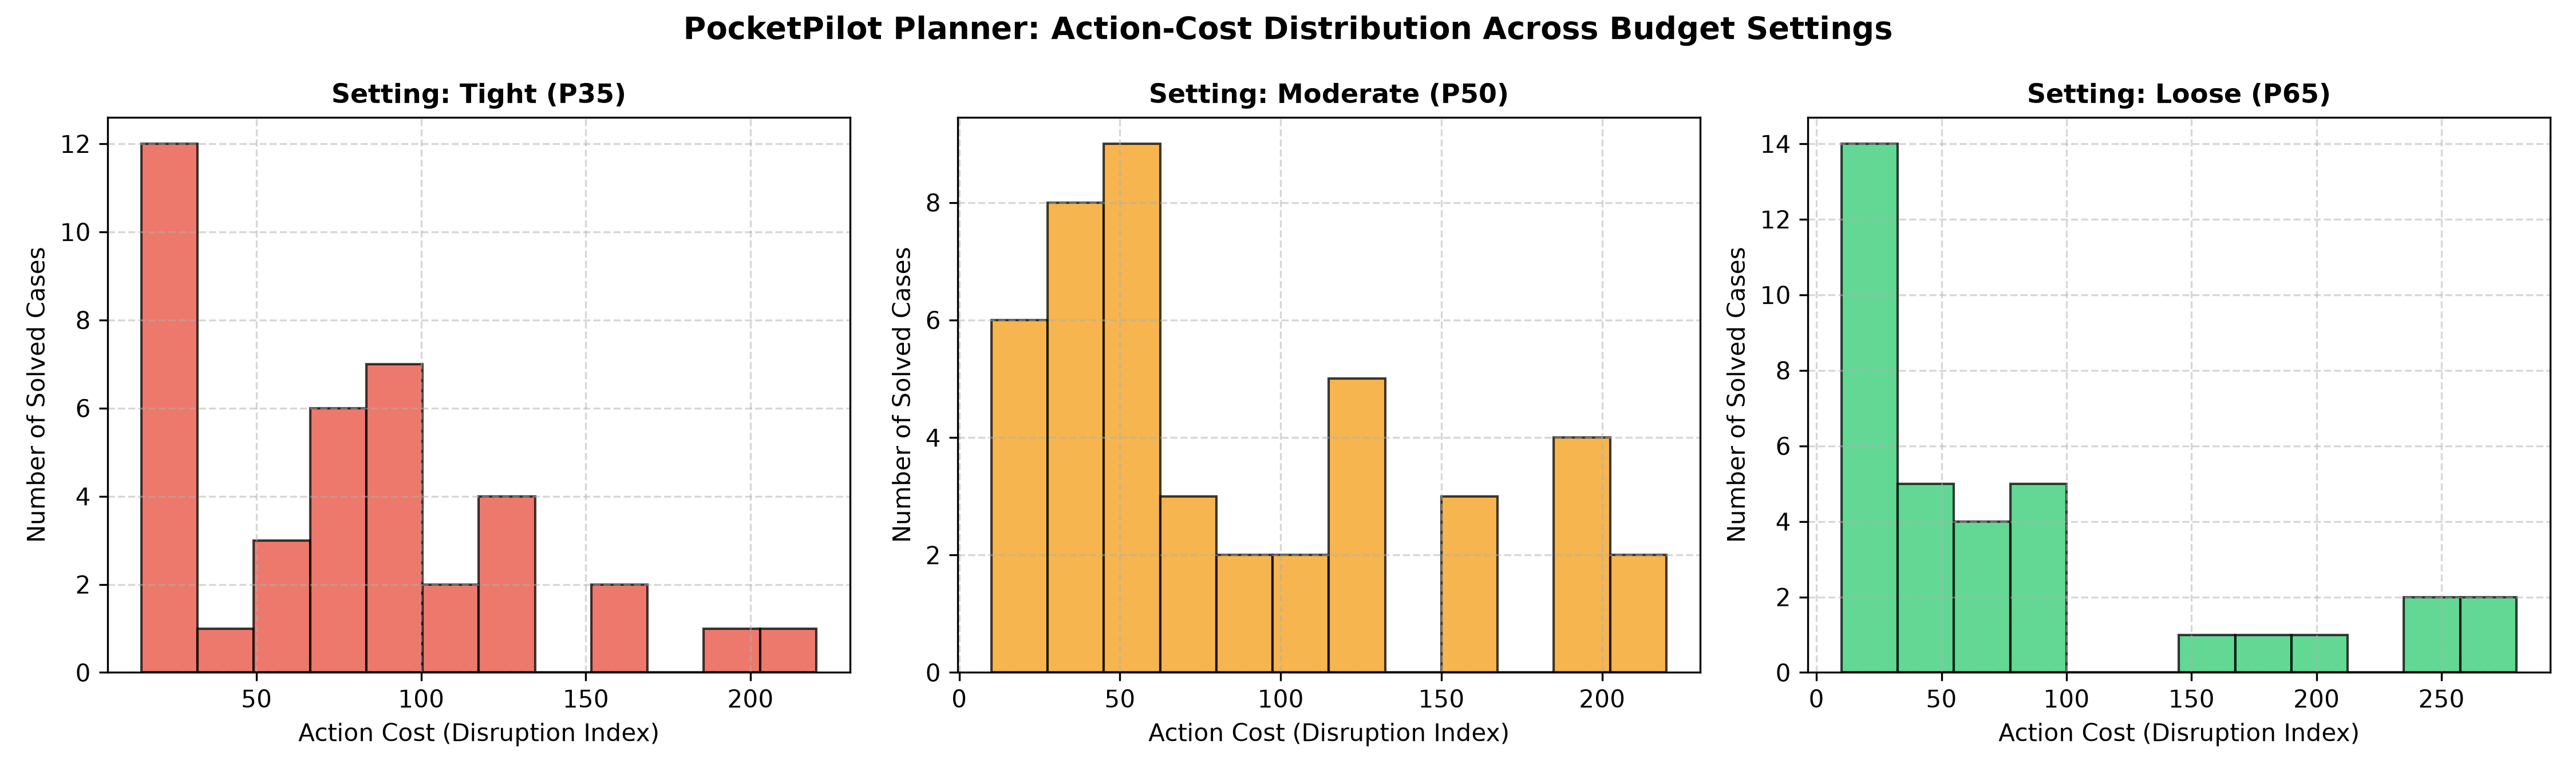 PocketPilot Planner: Action-Cost Distribution Across Budget Settings
Setting: Tight (P35)
Number of Solved Cases
12
10
8
6
4
2
0
50 100 150 200
Action Cost (Disruption Index)
Setting: Moderate (P50)
Number of Solved Cases
8
6
4
2
0
0 50 100 150 200
Action Cost (Disruption Index)
Setting: Loose (P65)
Number of Solved Cases
14
12
10
8
6
4
2
0
0 50 100 150 200 250
Action Cost (Disruption Index)